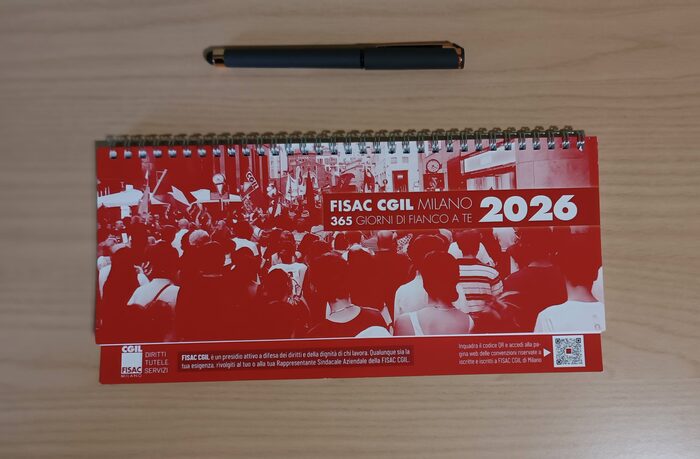 FISAC CGIL MILANO
365 GIORNI DI FIANCO A TE
2026
CGIL
FISAC
MILANO
DIRITTI
TUTELE
SERVIZI
FISAC CGIL è un presidio attivo a difesa dei diritti e della dignità di chi lavora. Qualunque sia la
tua esigenza, rivolgiti al tuo o alla tua Rappresentante Sindacale Aziendale della FISAC CGIL.
Inquadra il codice QR e accedi alla pa-
gina web delle convenzioni riservate a
iscritte e iscritti a FISAC CGIL di Milano